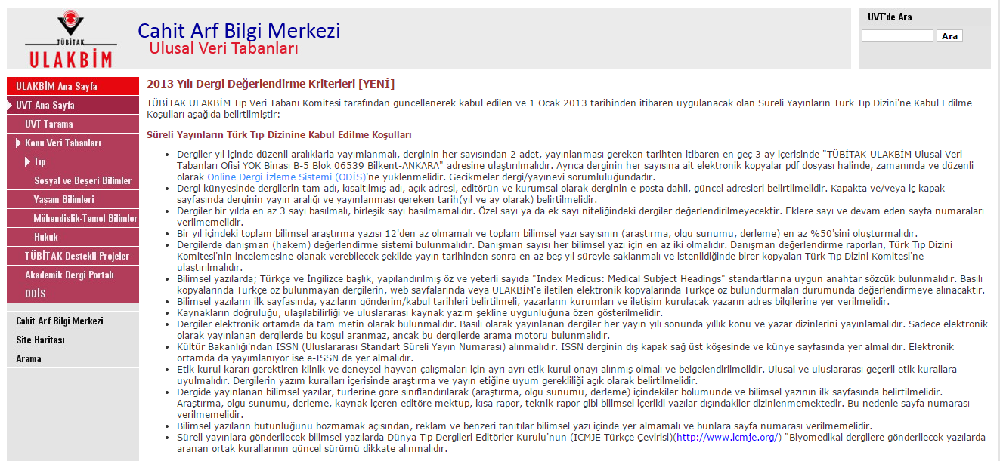 TÜBİTAK
ULAKBİM
Cahit Arf Bilgi Merkezi
Ulusal Veri Tabanları
UVT'de Ara
Ara
ULAKBİM Ana Sayfa
UVT Ana Sayfa
UVT Tarama
Konu Veri Tabanları
Tıp
Sosyal ve Beşeri Bilimler
Yaşam Bilimleri
Mühendislik-Temel Bilimler
Hukuk
TÜBİTAK Destekli Projeler
Akademik Dergi Portalı
ODİS
Cahit Arf Bilgi Merkezi
Site Haritası
Arama
2013 Yılı Dergi Değerlendirme Kriterleri [YENİ]
TÜBİTAK ULAKBİM Tıp Veri Tabanı Komitesi tarafından güncellenerek kabul edilen ve 1 Ocak 2013 tarihinden itibaren uygulanacak olan Süreli Yayınların Türk Tıp Dizini'ne Kabul Edilme
Koşulları aşağıda belirtilmiştir:
Süreli Yayınların Türk Tıp Dizinine Kabul Edilme Koşulları
• Dergiler yıl içinde düzenli aralıklarla yayımlanmalı, derginin her sayısından 2 adet, yayınlanması gereken tarihten itibaren en geç 3 ay içerisinde "TÜBİTAK-ULAKBİM Ulusal Veri
Tabanları Ofisi YÖK Binası B-5 Blok 06539 Bilkent-ANKARA" adresine ulaştırılmalıdır. Ayrıca derginin her sayısına ait elektronik kopyalar pdf dosyası halinde, zamanında ve düzenli
olarak Online Dergi İzleme Sistemi (ODİS)'ne yüklenmelidir. Gecikmeler dergi/yayınevi sorumluluğundadır.
• Dergi künyesinde dergilerin tam adı, kısaltılmış adı, açık adresi, editörün ve kurumsal olarak derginin e-posta dahil, güncel adresleri belirtilmelidir. Kapakta ve/veya iç kapak
sayfasında derginin yayın aralığı ve yayınlanması gereken tarih(yıl ve ay olarak) belirtilmelidir.
• Dergiler bir yılda en az 3 sayı basılmalı, birleşik sayı basılmamalıdır. Özel sayı ya da ek sayı niteliğindeki dergiler değerlendirilmeyecektir. Eklere sayı ve devam eden sayfa numaraları
verilmemelidir.
• Bir yıl içindeki toplam bilimsel araştırma yazısı 12'den az olmamalı ve toplam bilimsel yazı sayısının (araştırma, olgu sunumu, derleme) en az %50'sini oluşturmalıdır.
• Dergilerde danışman (hakem) değerlendirme sistemi bulunmalıdır. Danışman sayısı her bilimsel yazı için en az iki olmalıdır. Danışman değerlendirme raporları, Türk Tıp Dizini
Komitesi'nin incelemesine olanak verebilecek şekilde yayın tarihinden sonra en az beş yıl süreyle saklanmalı ve istenildiğinde birer kopyaları Türk Tıp Dizini Komitesi'ne
ulaştırılmalıdır.
• Bilimsel yazılarda; Türkçe ve İngilizce başlık, yapılandırılmış öz ve yeterli sayıda "Index Medicus: Medical Subject Headings" standartlarına uygun anahtar sözcük bulunmalıdır. Basılı
kopyalarında Türkçe öz bulunmayan dergilerin, web sayfalarında veya ULAKBİM'e iletilen elektronik kopyalarında Türkçe öz bulundurmaları durumunda değerlendirmeye alınacaktır.
• Bilimsel yazıların ilk sayfasında, yazıların gönderim/kabul tarihleri belirtilmeli, yazarların kurumları ve iletişim kurulacak yazarın adres bilgilerine yer verilmelidir.
• Kaynakların doğruluğu, ulaşılabilirliği ve uluslararası kaynak yazım şekline uygunluğuna özen gösterilmelidir.
• Dergiler elektronik ortamda da tam metin olarak bulunmalıdır. Basılı olarak yayınlanan dergiler her yayın yılı sonunda yıllık konu ve yazar dizinlerini yayınlamalıdır. Sadece elektronik
olarak yayınlanan dergilerde bu koşul aranmaz, ancak bu dergilerde arama motoru bulunmalıdır.
• Kültür Bakanlığı'ndan ISSN (Uluslararası Standart Süreli Yayın Numarası) alınmalıdır. ISSN derginin dış kapak sağ üst köşesinde ve künye sayfasında yer almalıdır. Elektronik
ortamda da yayımlanıyor ise e-ISSN de yer almalıdır.
• Etik kurul kararı gerektiren klinik ve deneysel hayvan çalışmaları için ayrı ayrı etik kurul onayı alınmış olmalı ve belgelendirilmelidir. Ulusal ve uluslararası geçerli etik kurallara
uyulmalıdır. Dergilerin yazım kuralları içerisinde araştırma ve yayın etiğine uyum gerekliliği açık olarak belirtilmelidir.
• Dergide yayınlanan bilimsel yazılar, türlerine göre sınıflandırılarak (araştırma, olgu sunumu, derleme) içindekiler bölümünde ve bilimsel yazının ilk sayfasında belirtilmelidir.
Araştırma, olgu sunumu, derleme, kaynak içeren editöre mektup, kısa rapor, teknik rapor gibi bilimsel içerikli yazılar dışındakiler dizinlenmemektedir. Bu nedenle sayfa numarası
verilmemelidir.
• Bilimsel yazıların bütünlüğünü bozmamak açısından, reklam ve benzeri tanıtılar bilimsel yazı içinde yer almamalı ve bunlara sayfa numarası verilmemelidir.
• Süreli yayınlara gönderilecek bilimsel yazılarda Dünya Tıp Dergileri Editörler Kurulu'nun (ICMJE Türkçe Çevirisi)(http://www.icmje.org/) "Biyomedikal dergilere gönderilecek yazılarda
aranan ortak kurallarının güncel sürümü dikkate alınmalıdır.